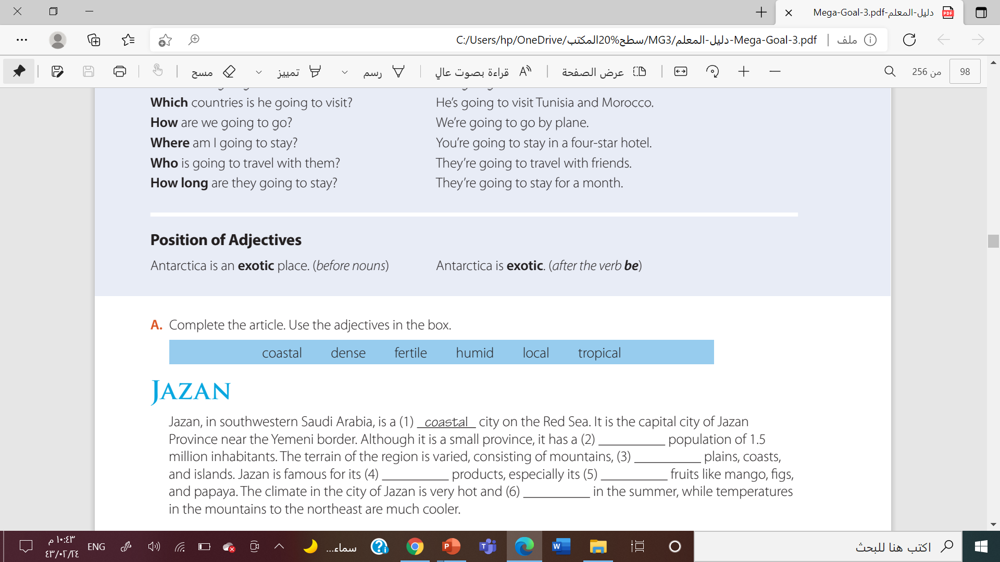 دليل-المعلم-Mega-Goal-3.pdf
C:/Users/hp/OneDrive/سطح%20المكتب/MG3/دليل-المعلم-Mega-Goal-3.pdf
ملف
مسح
تمييز
رسم
قراءة بصوت عالٍ
عرض الصفحة
من 256
98
Which countries is he going to visit? He's going to visit Tunisia and Morocco.
How are we going to go? We're going to go by plane.
Where am I going to stay? You're going to stay in a four-star hotel.
Who is going to travel with them? They're going to travel with friends.
How long are they going to stay? They're going to stay for a month.
Position of Adjectives
Antarctica is an exotic place. (before nouns) Antarctica is exotic. (after the verb be)
A. Complete the article. Use the adjectives in the box.
coastal dense fertile humid local tropical
JAZAN
Jazan, in southwestern Saudi Arabia, is a (1) coastal city on the Red Sea. It is the capital city of Jazan
Province near the Yemeni border. Although it is a small province, it has a (2) __________ population of 1.5
million inhabitants. The terrain of the region is varied, consisting of mountains, (3) __________ plains, coasts,
and islands. Jazan is famous for its (4) __________ products, especially its (5) __________ fruits like mango, figs,
and papaya. The climate in the city of Jazan is very hot and (6) __________ in the summer, while temperatures
in the mountains to the northeast are much cooler.
١٠:٤٣ م
٤٣/٠٢/٢٤
ENG
سماء...
اكتب هنا للبحث